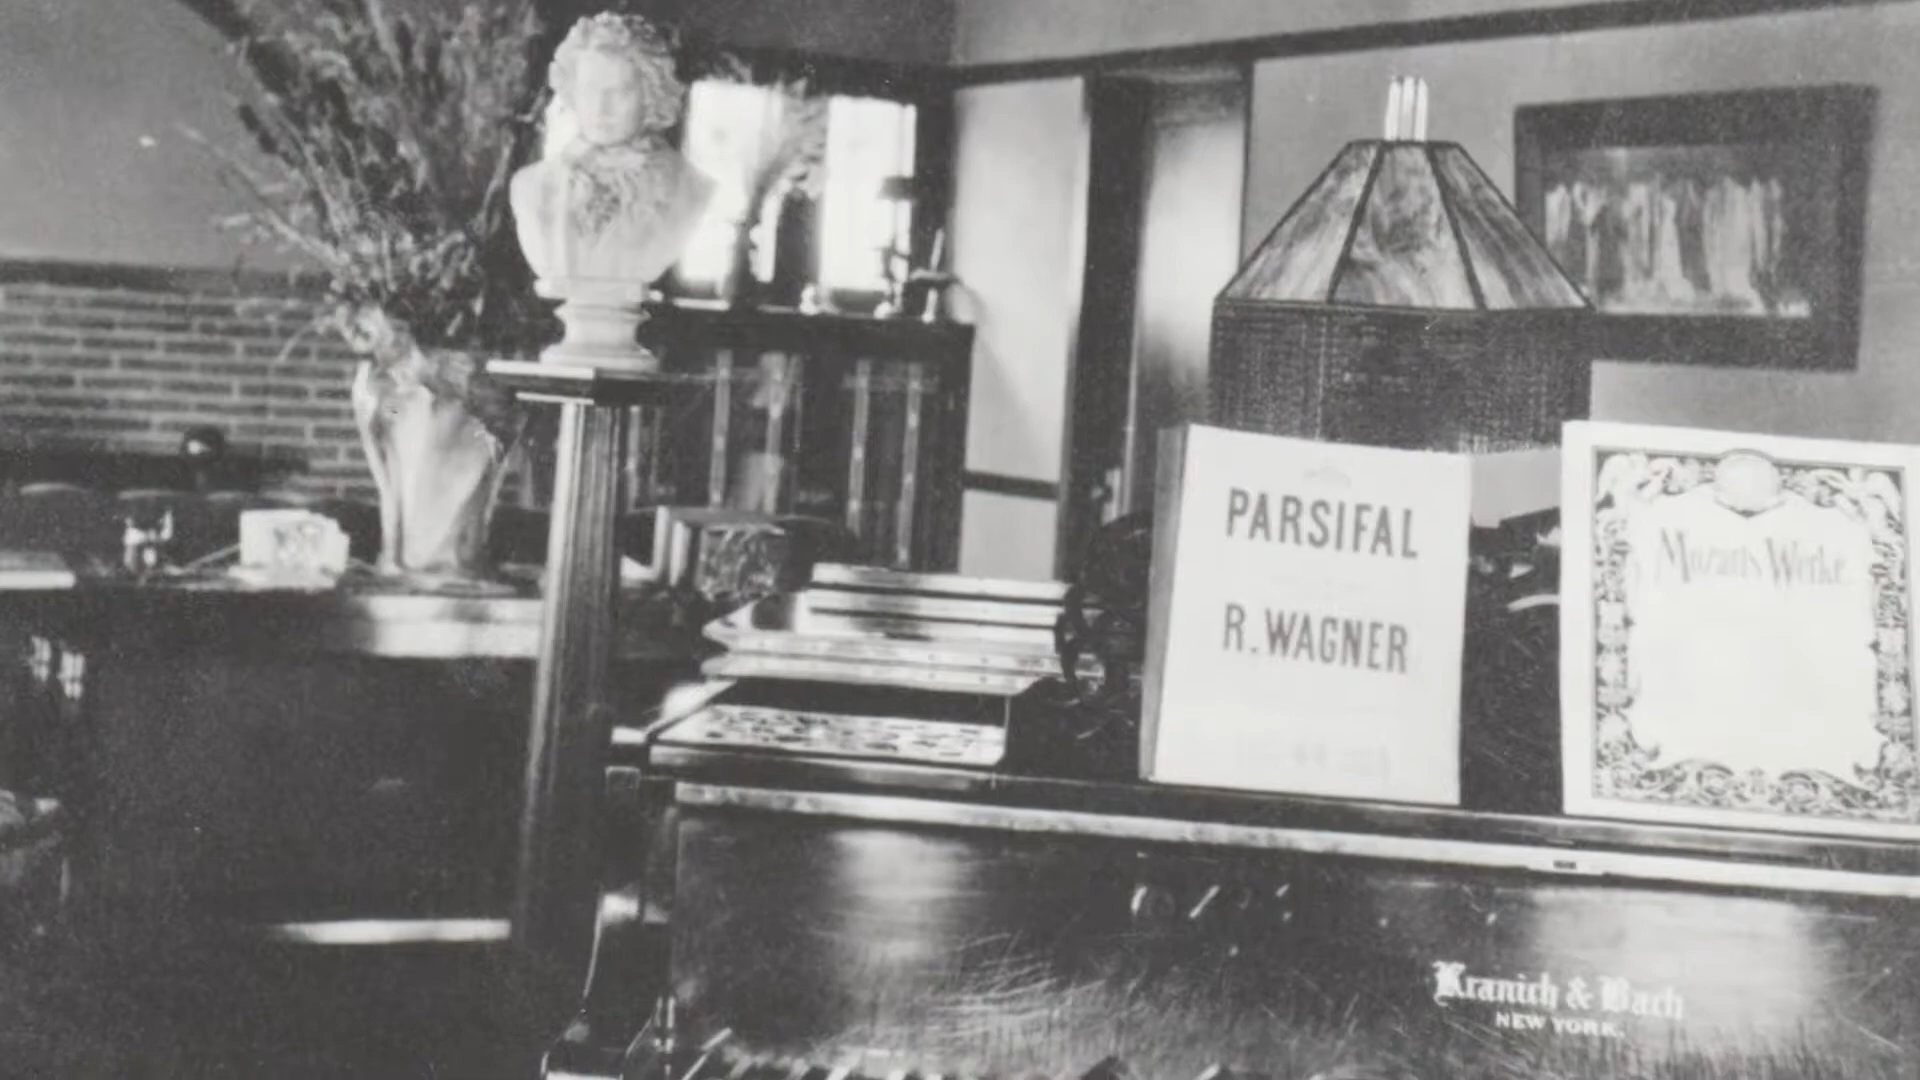 PARSIFAL
R. WAGNER
Mozarts Werke.
Kranich & Bach
NEW YORK.